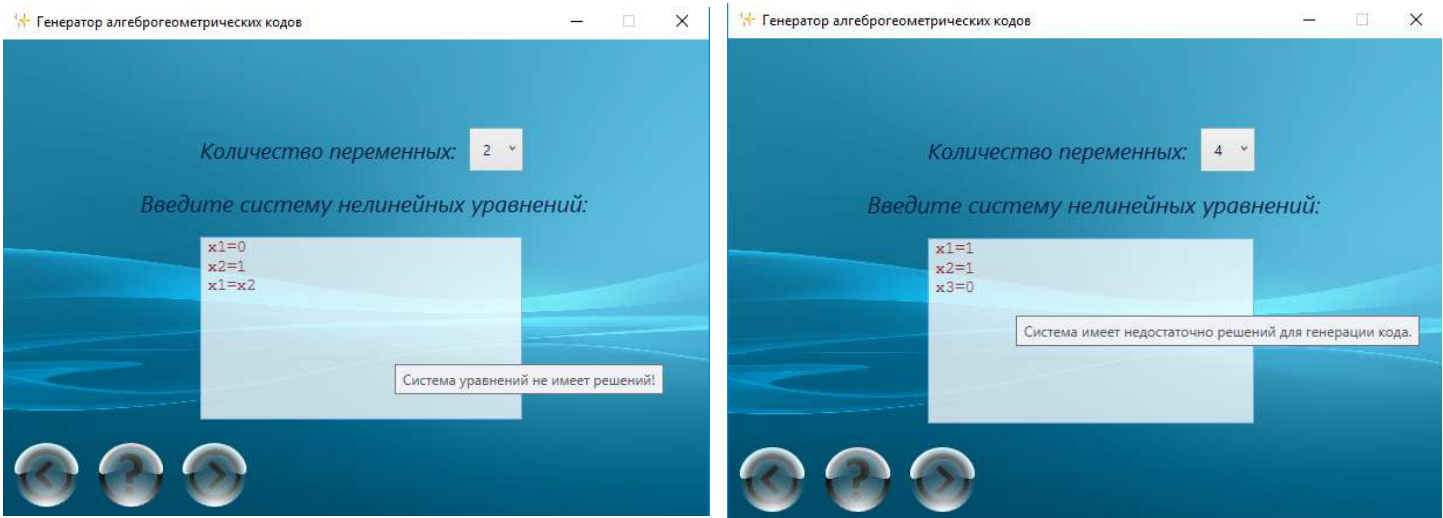 Генератор алгеброгеометрических кодов
Количество переменных: 2
Введите систему нелинейных уравнений:
x1=0
x2=1
x1=x2
Система уравнений не имеет решений!
?
Генератор алгеброгеометрических кодов
Количество переменных: 4
Введите систему нелинейных уравнений:
x1=1
x2=1
x3=0
Система имеет недостаточно решений для генерации кода.
?